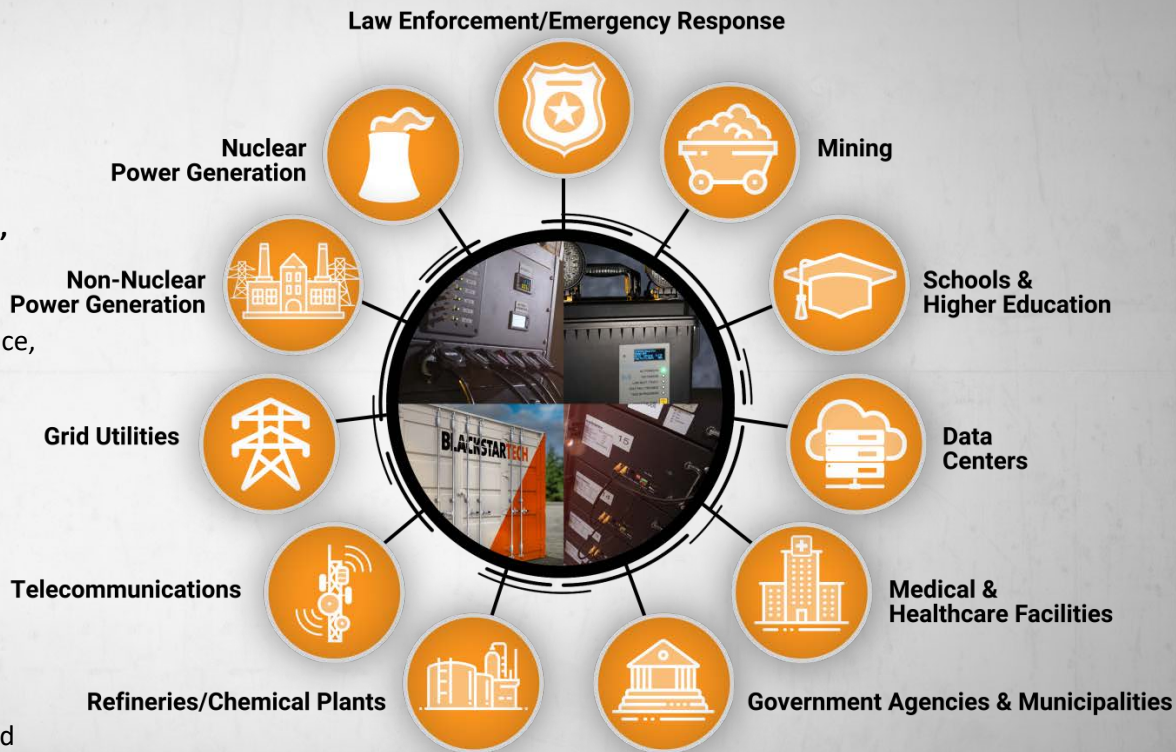 Law Enforcement/Emergency Response
Nuclear
Power Generation
Mining
,
Non-Nuclear
Power Generation
Schools &
Higher Education
ce,
Grid Utilities
Data
Centers
BLACKSTARTECH
15
Telecommunications
Medical &
Healthcare Facilities
Refineries/Chemical Plants
Government Agencies & Municipalities
d